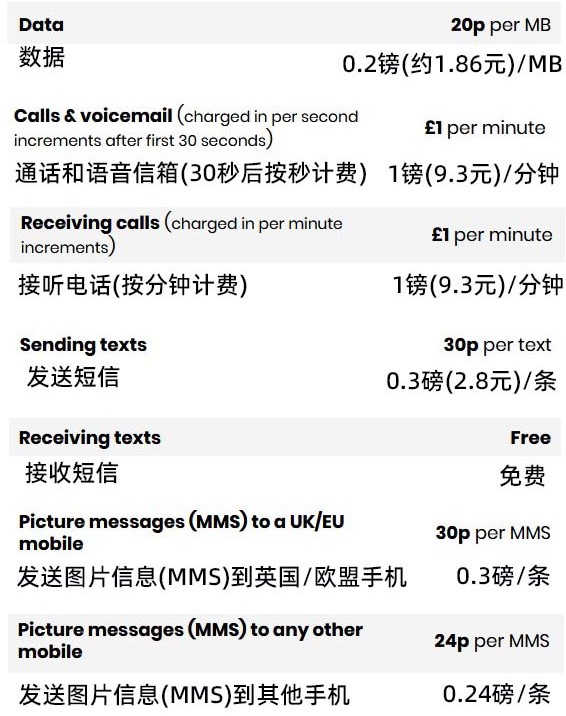 Data 20p per MB
数据 0.2镑(约1.86元)/MB
Calls & voicemail (charged in per second
increments after first 30 seconds) £1 per minute
通话和语音信箱(30秒后按秒计费) 1镑(9.3元)/分钟
Receiving calls (charged in per minute
increments) £1 per minute
接听电话(按分钟计费) 1镑(9.3元)/分钟
Sending texts 30p per text
发送短信 0.3磅(2.8元)/条
Receiving texts Free
接收短信 免费
Picture messages (MMS) to a UK/EU
mobile 30p per MMS
发送图片信息(MMS)到英国/欧盟手机 0.3磅/条
Picture messages (MMS) to any other
mobile 24p per MMS
发送图片信息(MMS)到其他手机 0.24磅/条